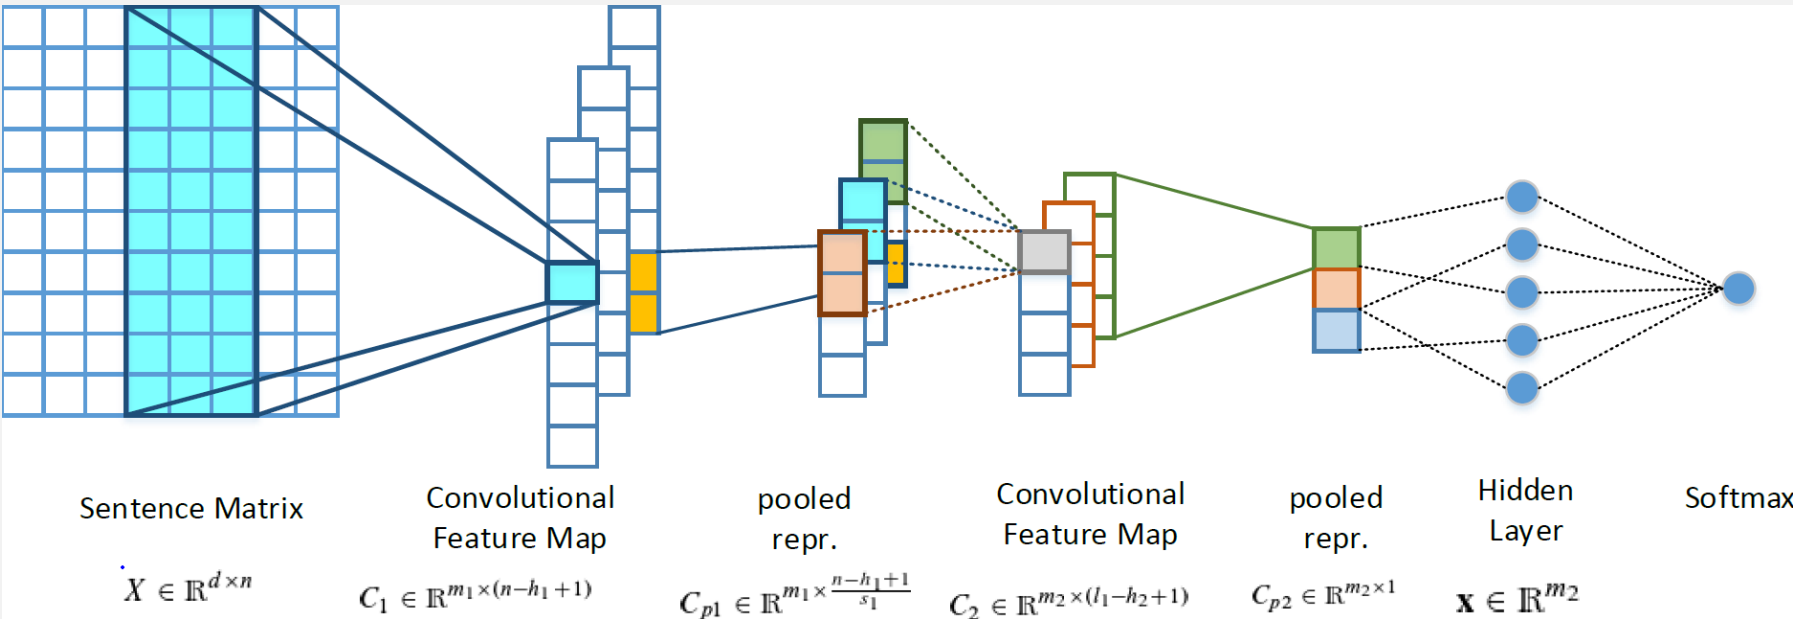 Sentence Matrix
Convolutional
Feature Map
pooled
repr.
Convolutional
Feature Map
pooled
repr.
Hidden
Layer
Softmax
X ∈ ℝ^{d×n}
C_1 ∈ ℝ^{m_1×(n−h_1+1)}
C_{p1} ∈ ℝ^{m_1×\frac{n−h_1+1}{s_1}}
C_2 ∈ ℝ^{m_2×(l_1−h_2+1)}
C_{p2} ∈ ℝ^{m_2×1}
x ∈ ℝ^{m_2}